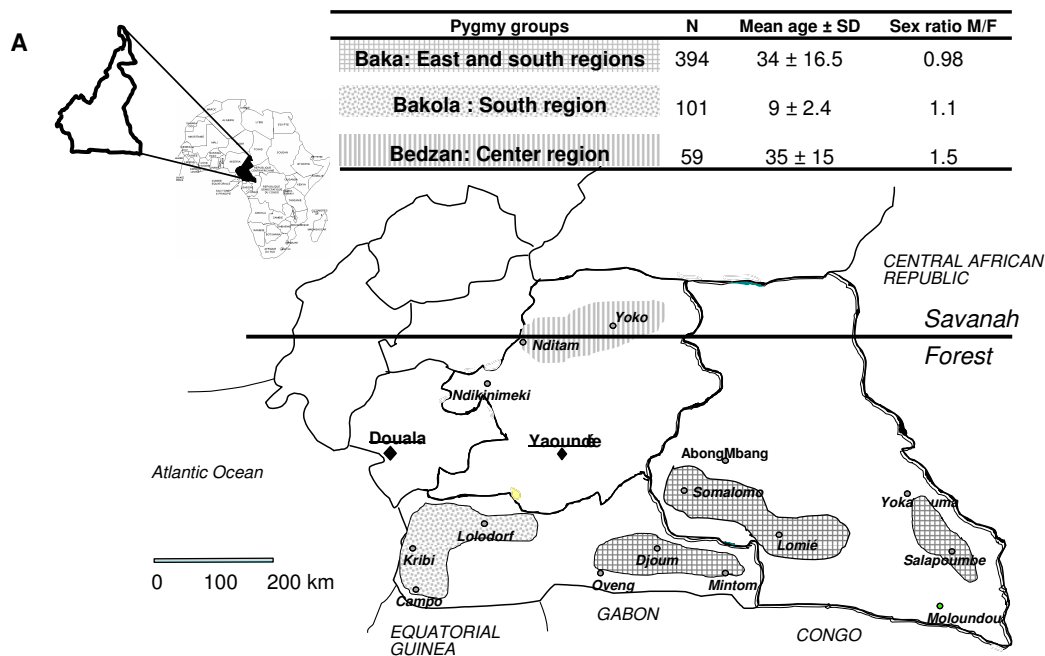 A
Pygmy groups N Mean age ± SD Sex ratio M/F
Baka: East and south regions 394 34 ± 16.5 0.98
Bakola : South region 101 9 ± 2.4 1.1
Bedzan: Center region 59 35 ± 15 1.5
CENTRAL AFRICAN
REPUBLIC
Savanah
Forest
Yoko
Nditam
Ndikinimeki
Douala
Yaounde
Atlantic Ocean
AbongMbang
Somalomo
Yoka uma
Lolodorf
Lomié
Kribi
Djoum
Salapoumbe
0 100 200 km
Campo
Oveng
Mintom
Moloundou
GABON
EQUATORIAL
GUINEA
CONGO